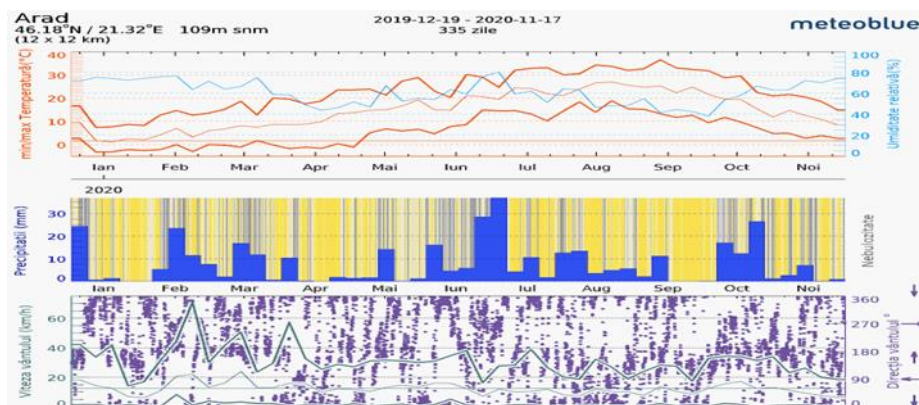 Arad
46.18°N / 21.32°E 109m snm
(12 x 12 km)
2019-12-19 - 2020-11-17
335 zile
meteoblue
min/max Temperatură(°C)
40
30
20
10
0
Umiditate relativă(%)
100
80
60
40
20
0
Ian Feb Mar Apr Mai Iun Iul Aug Sep Oct Noi
2020
Precipitații (mm)
30
20
10
0
Nebulozitate
Ian Feb Mar Apr Mai Iun Iul Aug Sep Oct Noi
Viteza vântului (km/h)
60
40
20
0
Direcția vântului°
360
270
180
90
0